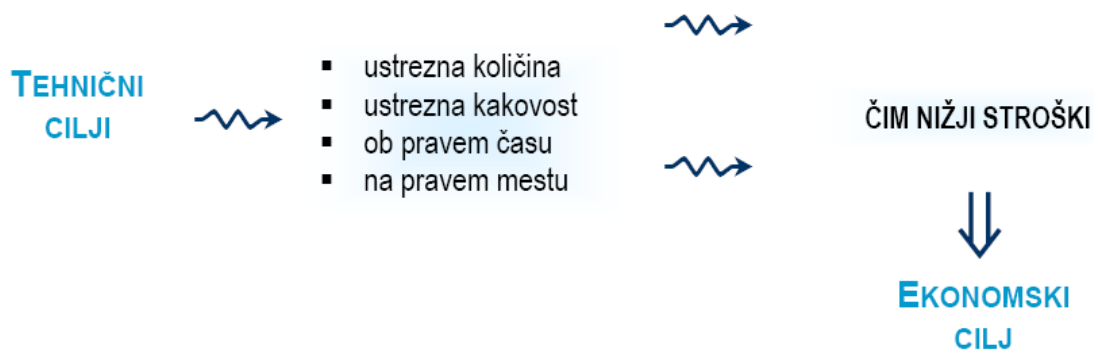 TEHNIČNI
CILJI
▪ ustrezna količina
▪ ustrezna kakovost
▪ ob pravem času
▪ na pravem mestu
ČIM NIŽJI STROŠKI
EKONOMSKI
CILJ